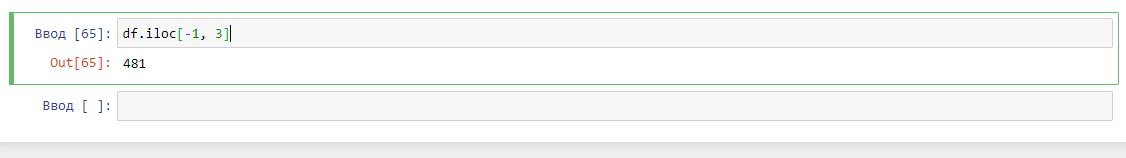 Ввод [65]: df.iloc[-1, 3]
Out[65]: 481
Ввод [ ]: